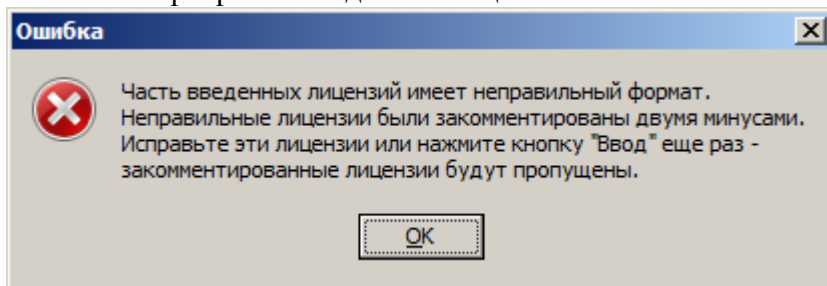 Ошибка
Часть введенных лицензий имеет неправильный формат.
Неправильные лицензии были закомментированы двумя минусами.
Исправьте эти лицензии или нажмите кнопку "Ввод" еще раз -
закомментированные лицензии будут пропущены.
OK